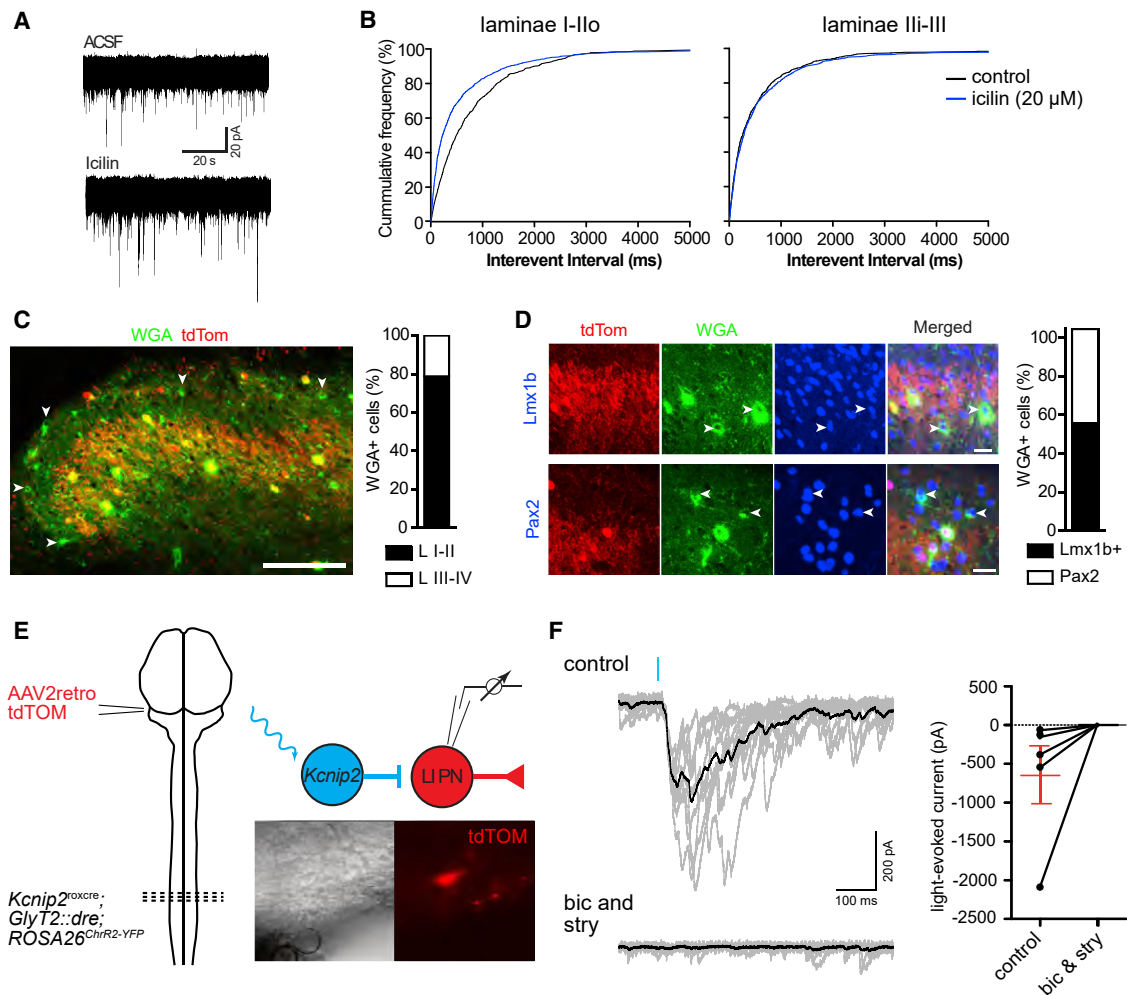 A
ACSF
20 pA
20 s
Icilin
B
laminae I-IIo
laminae IIi-III
Cummulative frequency (%)
100
80
60
40
20
0
0 1000 2000 3000 4000 5000
Interevent Interval (ms)
0 1000 2000 3000 4000 5000
Interevent Interval (ms)
control
icilin (20 µM)
C
WGA tdTom
WGA+ cells (%)
100
80
60
40
20
0
L I-II
L III-IV
D
tdTom WGA Merged
Lmx1b
Pax2
WGA+ cells (%)
100
80
60
40
20
0
Lmx1b+
Pax2
E
AAV2retro
tdTOM
Kcnip2
LIPN
tdTOM
Kcnip2roxcre;
GlyT2::dre;
ROSA26ChrR2-YFP
F
control
200 pA
100 ms
bic and
stry
light-evoked current (pA)
500
0
-500
-1000
-1500
-2000
-2500
control
bic & stry